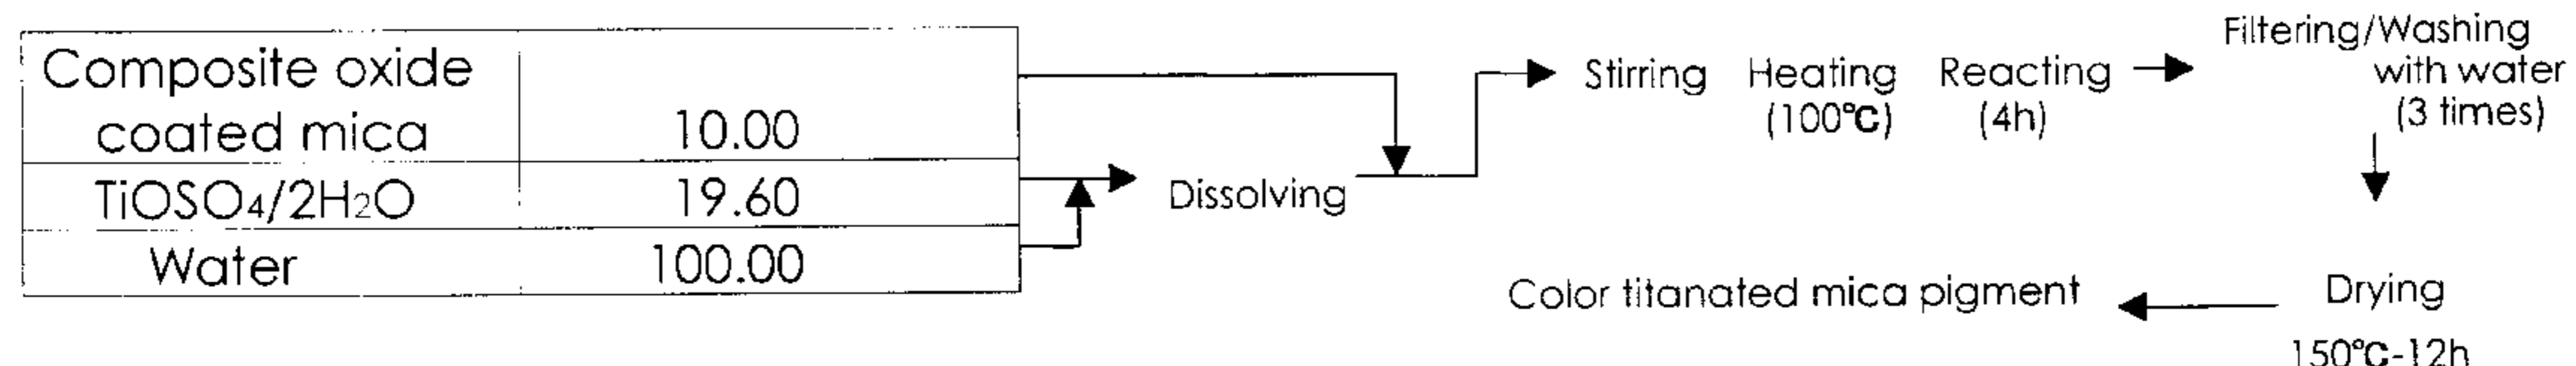 Composite oxide
coated mica 10.00
TiOSO4/2H2O 19.60
Water 100.00
Dissolving
Stirring Heating Reacting
(100℃) (4h)
Filtering/Washing
with water
(3 times)
Drying
150℃-12h
Color titanated mica pigment